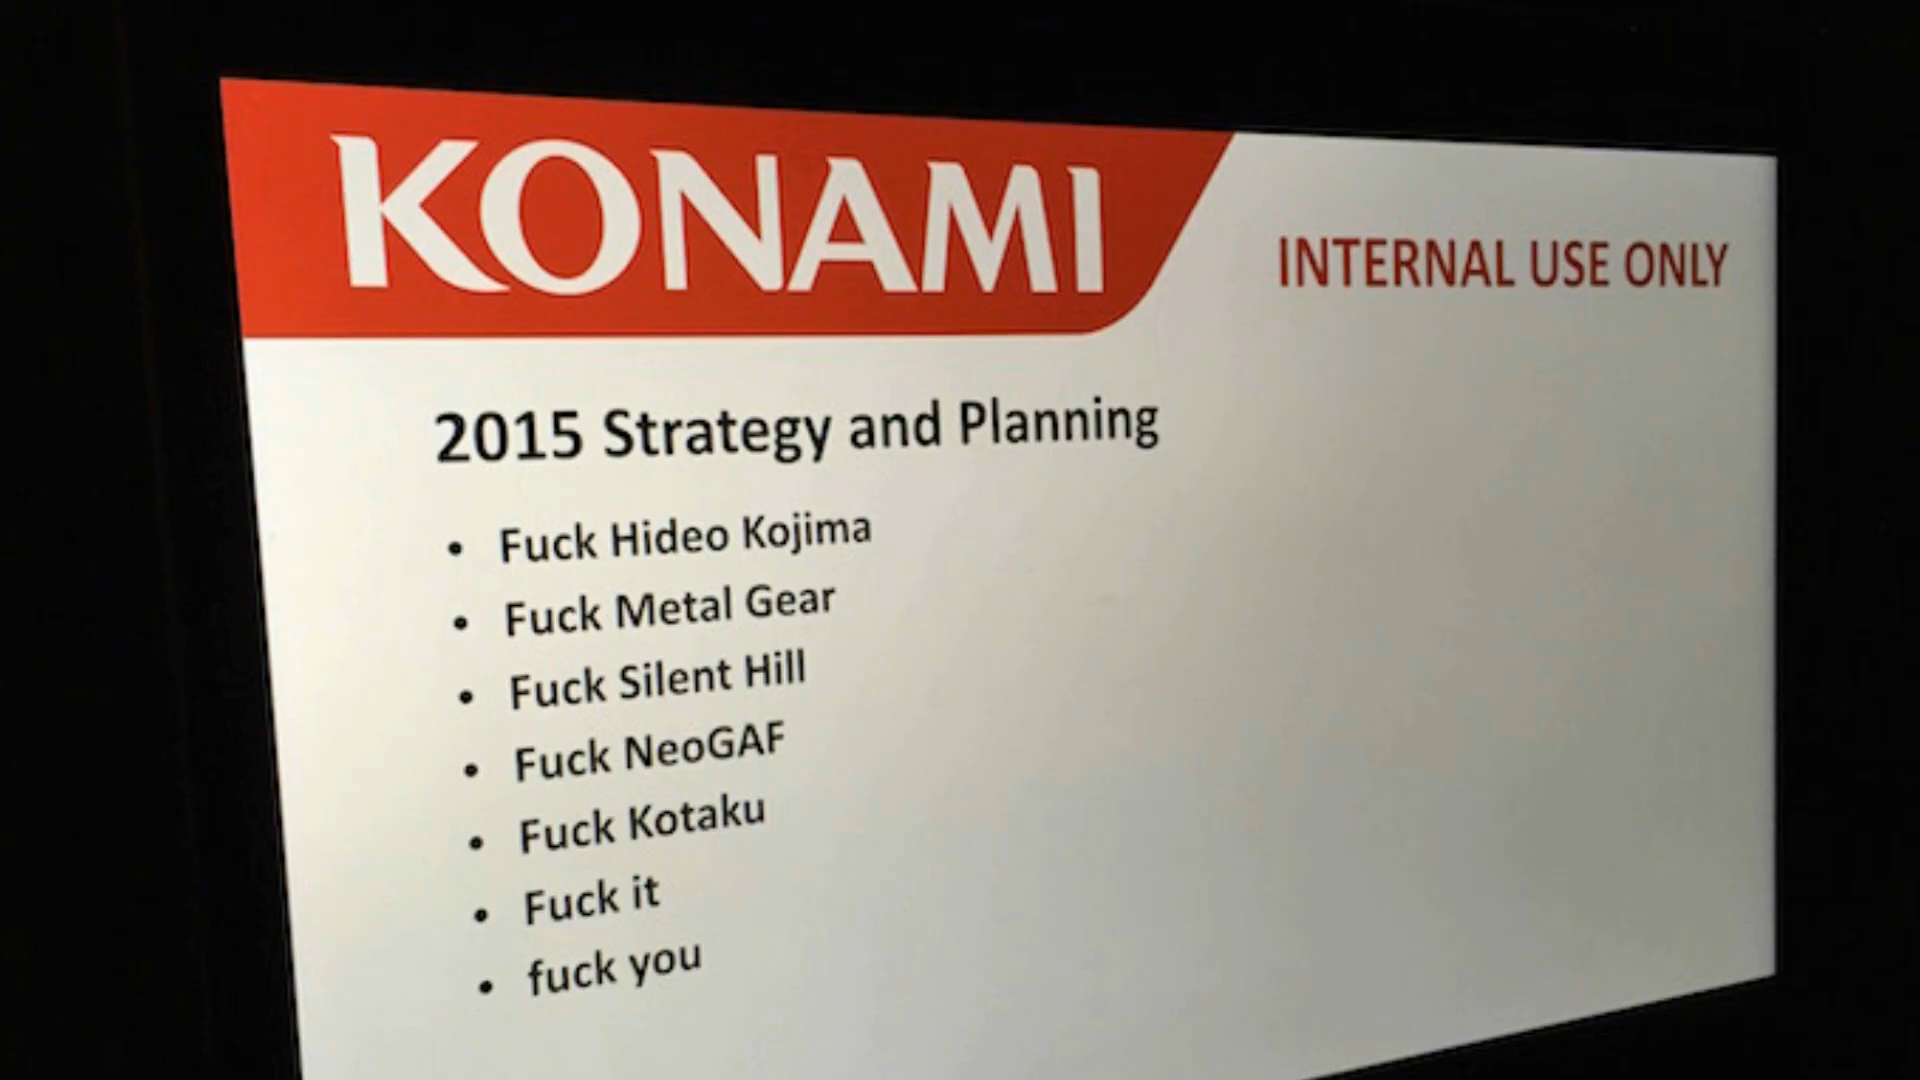 KONAMI
INTERNAL USE ONLY
2015 Strategy and Planning
• Fuck Hideo Kojima
• Fuck Metal Gear
• Fuck Silent Hill
• Fuck NeoGAF
• Fuck Kotaku
• Fuck it
• fuck you